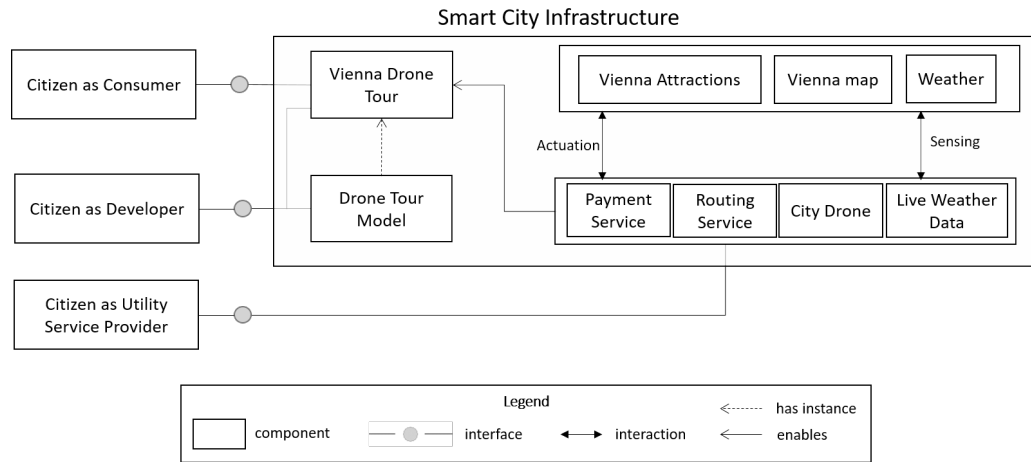 Smart City Infrastructure
Citizen as Consumer
Vienna Drone
Tour
Vienna Attractions
Vienna map
Weather
Actuation
Sensing
Citizen as Developer
Drone Tour
Model
Payment
Service
Routing
Service
City Drone
Live Weather
Data
Citizen as Utility
Service Provider
Legend
component
interface
interaction
has instance
enables